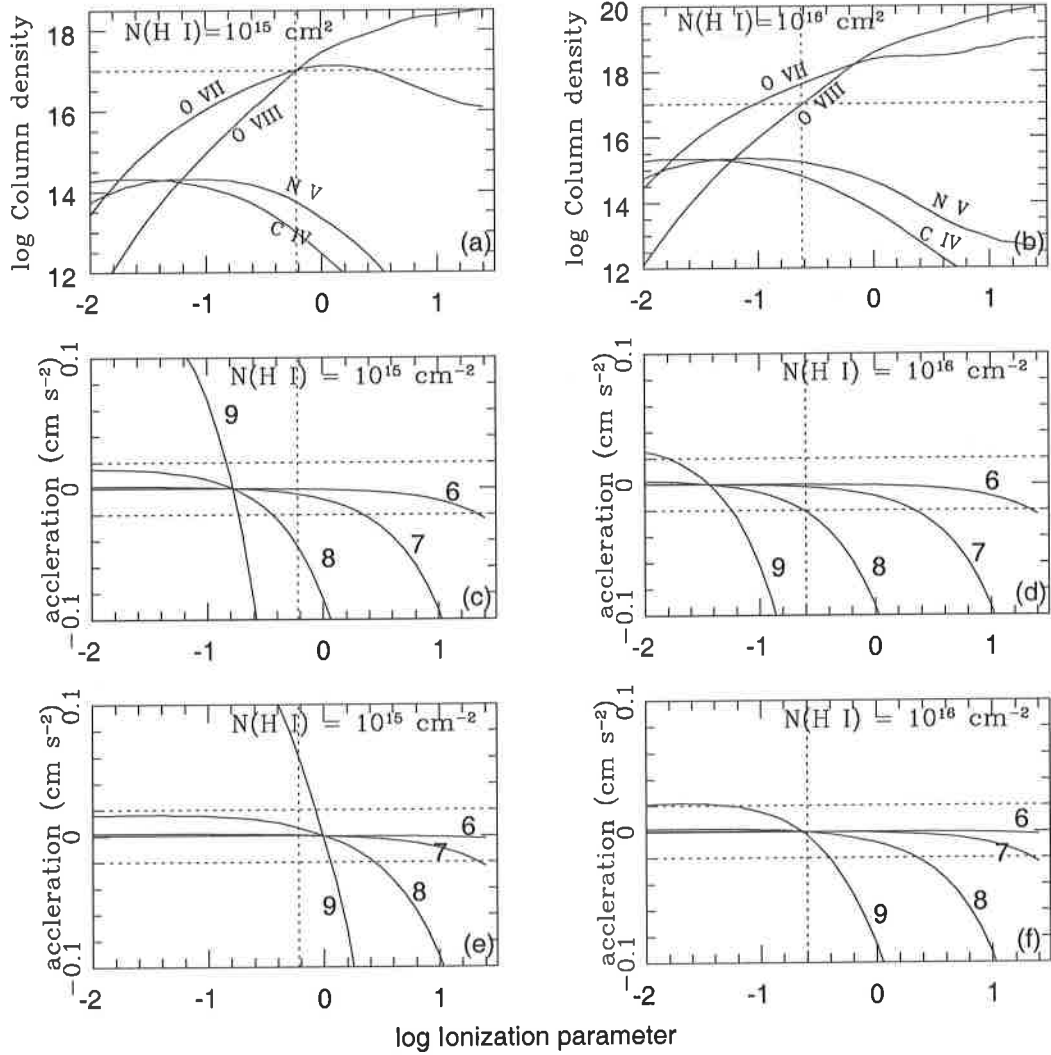 N(H I)=10¹⁵ cm²
log Column density
18
16
14
12
O VII
O VIII
N V
C IV
(a)
-2
-1
0
1
N(H I)=10¹⁶ cm²
log Column density
20
18
16
14
12
O VII
O VIII
N V
C IV
(b)
-2
-1
0
1
N(H I) = 10¹⁵ cm⁻²
accleration (cm s⁻²)
0.1
0
-0.1
9
6
8
7
(c)
-2
-1
0
1
N(H I) = 10¹⁶ cm⁻²
accleration (cm s⁻²)
0.1
0
-0.1
6
9
8
7
(d)
-2
-1
0
1
N(H I) = 10¹⁵ cm⁻²
accleration (cm s⁻²)
0.1
0
-0.1
6
7
9
8
(e)
-2
-1
0
1
N(H I) = 10¹⁶ cm⁻²
accleration (cm s⁻²)
0.1
0
-0.1
6
7
9
8
(f)
-2
-1
0
1
log Ionization parameter